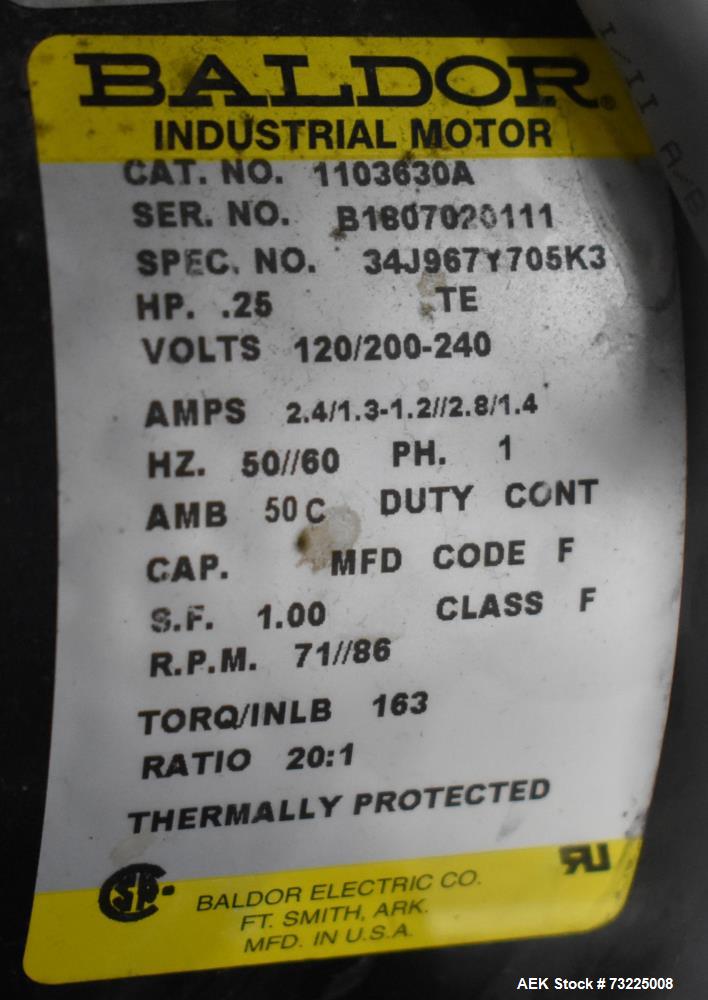 BALDOR®
INDUSTRIAL MOTOR
CAT. NO. 1103630A
SER. NO. B1807020111
SPEC. NO. 34J967Y705K3
HP. .25 TE
VOLTS 120/200-240
AMPS 2.4/1.3-1.2//2.8/1.4
HZ. 50//60 PH. 1
AMB 50 C DUTY CONT
CAP. MFD CODE F
S.F. 1.00 CLASS F
R.P.M. 71//86
TORQ/INLB 163
RATIO 20:1
THERMALLY PROTECTED
BALDOR ELECTRIC CO.
FT. SMITH, ARK.
MFD. IN U.S.A.
AEK Stock # 73225008